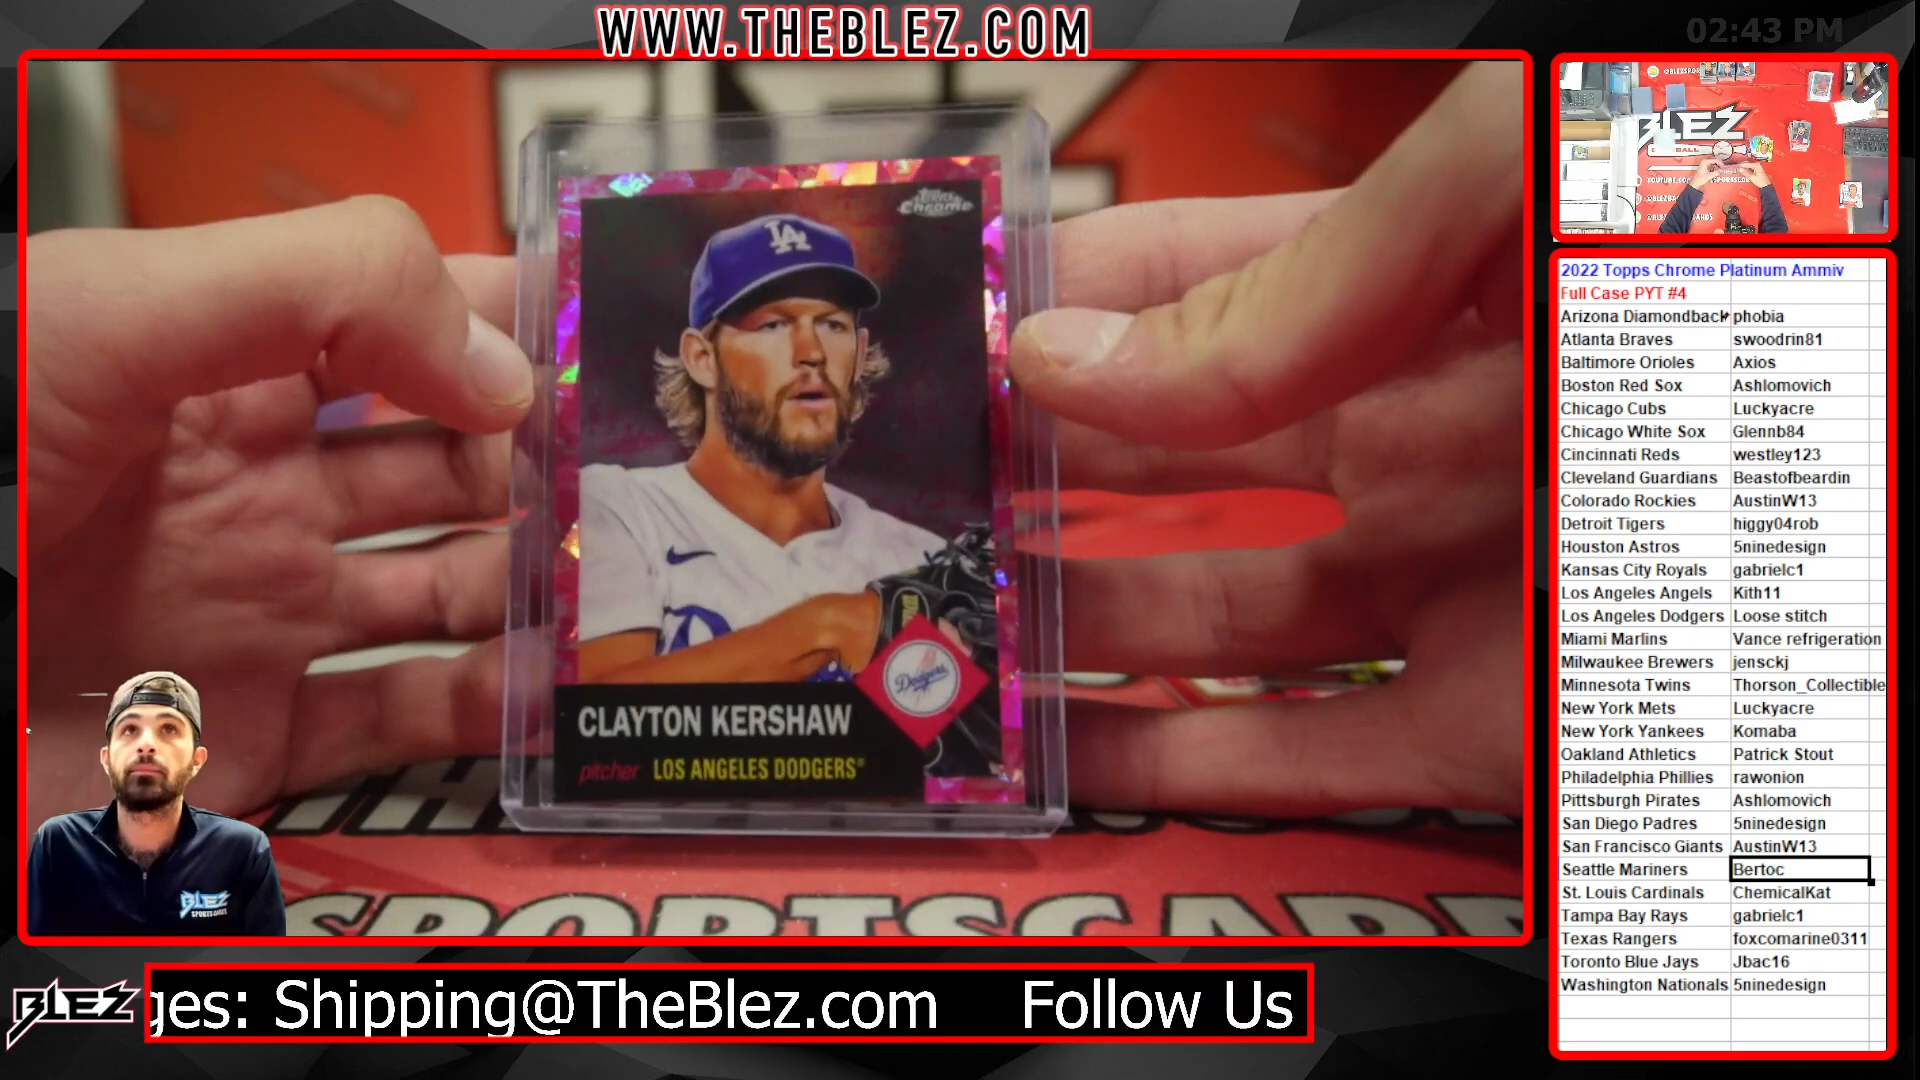 WWW.THEBLEZ.COM
02:43 PM
Topps
Chrome
LA
Dodgers
CLAYTON KERSHAW
pitcher LOS ANGELES DODGERS®
BLEZ
SPORTS CARDS
BLEZ
ges: Shipping@TheBlez.com Follow Us
BLEZ
2022 Topps Chrome Platinum Ammiv
Full Case PYT #4
Arizona Diamondback phobia
Atlanta Braves swoodrin81
Baltimore Orioles Axios
Boston Red Sox Ashlomovich
Chicago Cubs Luckyacre
Chicago White Sox Glennb84
Cincinnati Reds westley123
Cleveland Guardians Beastofbeardin
Colorado Rockies AustinW13
Detroit Tigers higgy04rob
Houston Astros 5ninedesign
Kansas City Royals gabrielc1
Los Angeles Angels Kith11
Los Angeles Dodgers Loose stitch
Miami Marlins Vance refrigeration
Milwaukee Brewers jensckj
Minnesota Twins Thorson_Collectible
New York Mets Luckyacre
New York Yankees Komaba
Oakland Athletics Patrick Stout
Philadelphia Phillies rawonion
Pittsburgh Pirates Ashlomovich
San Diego Padres 5ninedesign
San Francisco Giants AustinW13
Seattle Mariners Bertoc
St. Louis Cardinals ChemicalKat
Tampa Bay Rays gabrielc1
Texas Rangers foxcomarine0311
Toronto Blue Jays Jbac16
Washington Nationals 5ninedesign